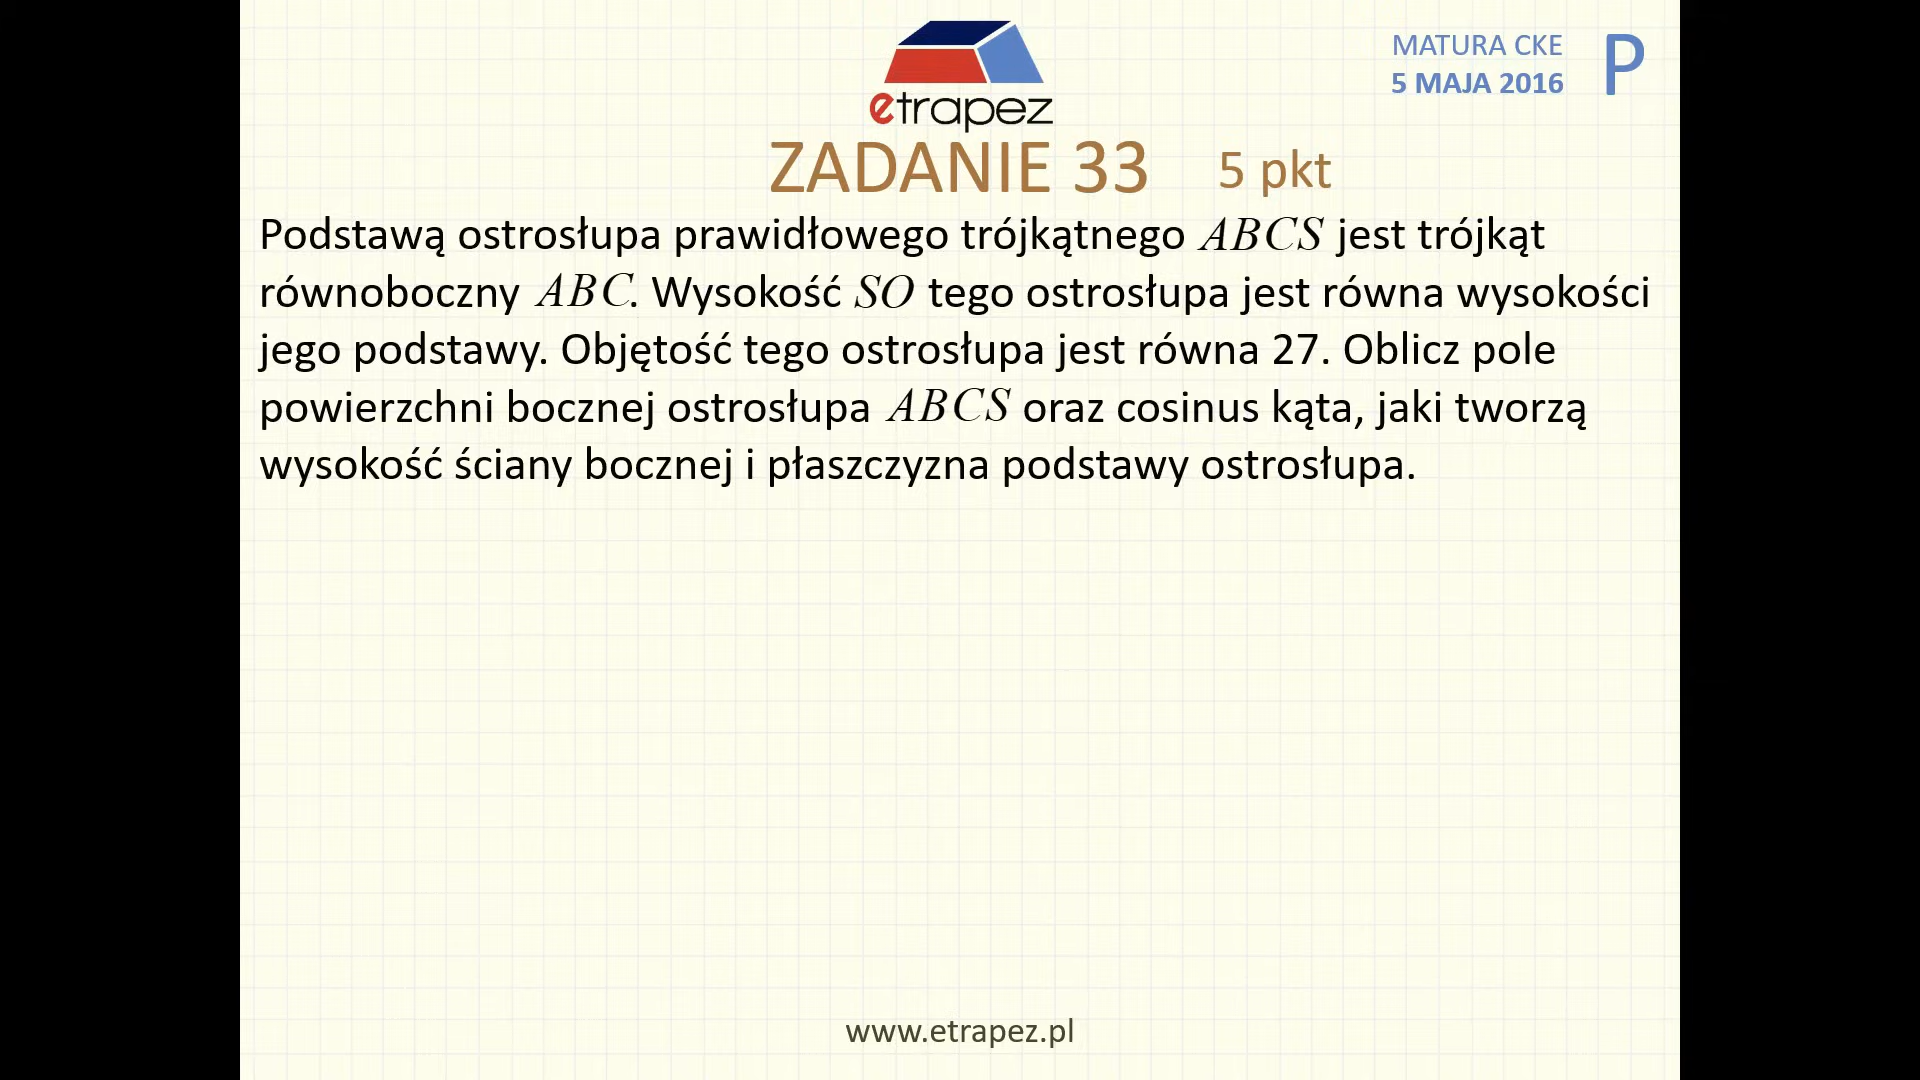 MATURA CKE
5 MAJA 2016 P
etrapez
ZADANIE 33 5 pkt
Podstawą ostrosłupa prawidłowego trójkątnego ABCS jest trójkąt
równoboczny ABC. Wysokość SO tego ostrosłupa jest równa wysokości
jego podstawy. Objętość tego ostrosłupa jest równa 27. Oblicz pole
powierzchni bocznej ostrosłupa ABCS oraz cosinus kąta, jaki tworzą
wysokość ściany bocznej i płaszczyzna podstawy ostrosłupa.
www.etrapez.pl